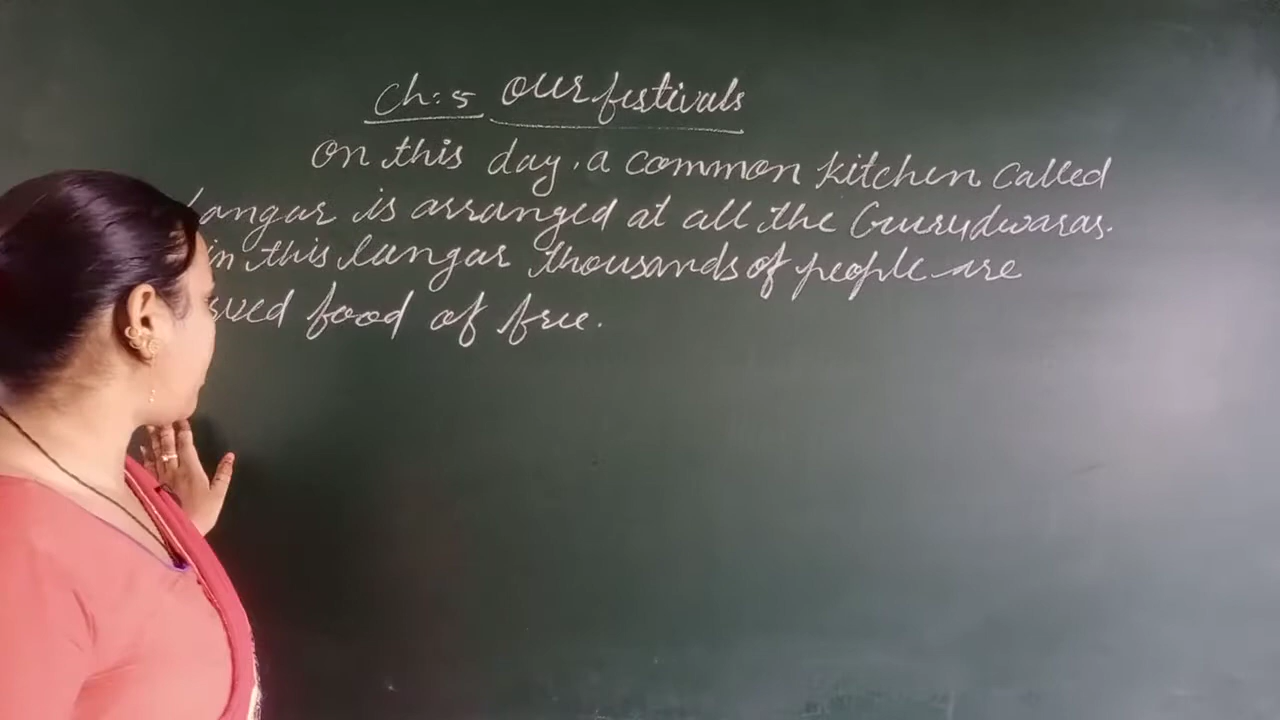 Ch:5 Our festivals
On this day, a common kitchen called
langar is arranged at all the Gurudwaras.
in this langar thousands of people are
food of free.